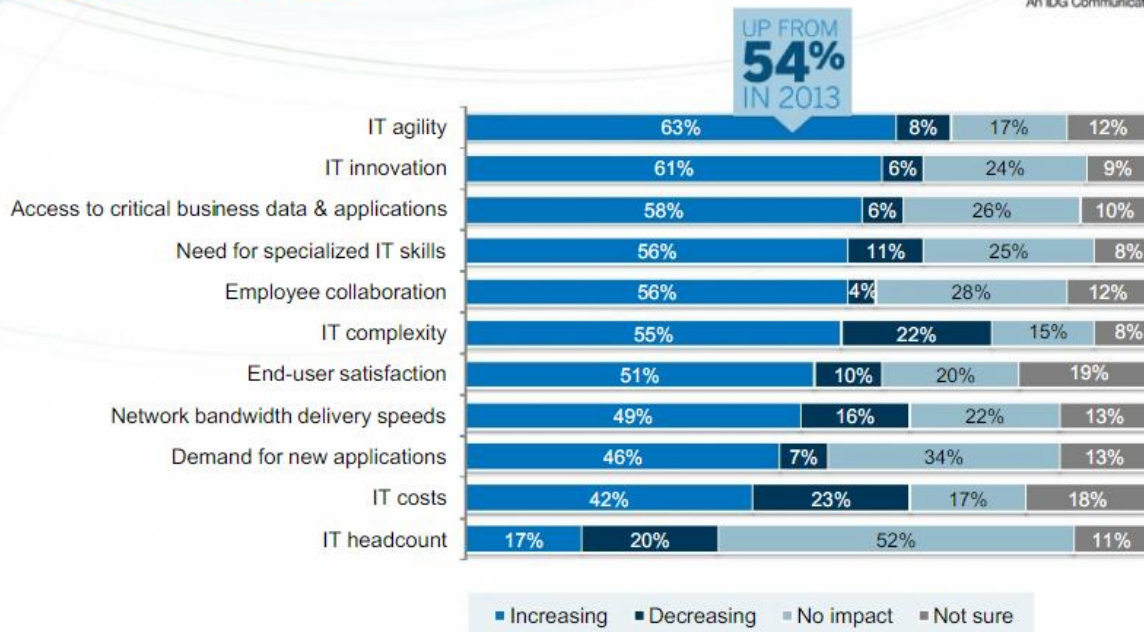 An IDG Communicat
UP FROM
54%
IN 2013
IT agility 63% 8% 17% 12%
IT innovation 61% 6% 24% 9%
Access to critical business data & applications 58% 6% 26% 10%
Need for specialized IT skills 56% 11% 25% 8%
Employee collaboration 56% 4% 28% 12%
IT complexity 55% 22% 15% 8%
End-user satisfaction 51% 10% 20% 19%
Network bandwidth delivery speeds 49% 16% 22% 13%
Demand for new applications 46% 7% 34% 13%
IT costs 42% 23% 17% 18%
IT headcount 17% 20% 52% 11%
Increasing Decreasing No impact Not sure